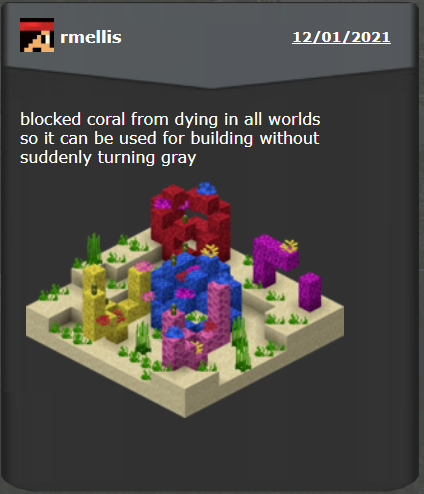 rmellis
12/01/2021
blocked coral from dying in all worlds
so it can be used for building without
suddenly turning gray